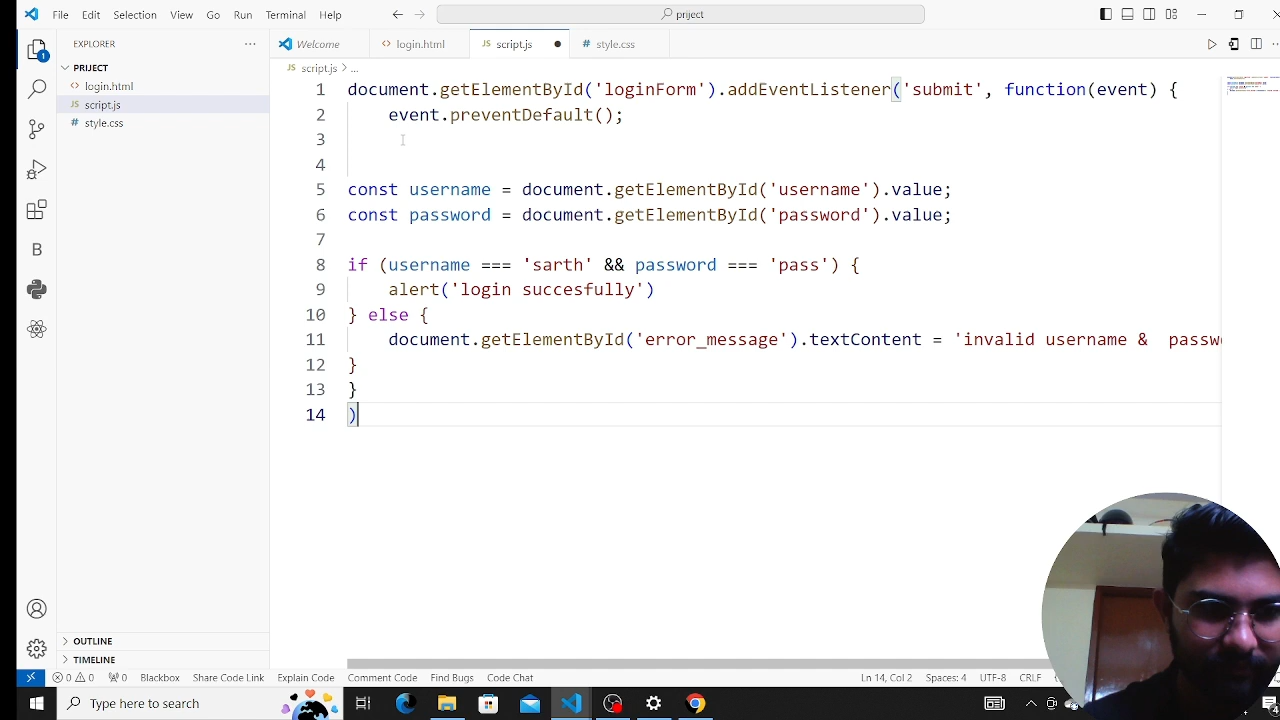 File Edit Selection View Go Run Terminal Help
priject
EXPLORER
Welcome
login.html
script.js
style.css
PRIJECT
login.html
script.js
style.css
script.js > ...
1 document.getElementById('loginForm').addEventListener('submit', function(event) {
2 event.preventDefault();
3
4
5 const username = document.getElementById('username').value;
6 const password = document.getElementById('password').value;
7
8 if (username === 'sarth' && password === 'pass') {
9 alert('login succesfully')
10 } else {
11 document.getElementById('error_message').textContent = 'invalid username &  passw
12 }
13 }
14 )
OUTLINE
TIMELINE
0 0 0 Blackbox Share Code Link Explain Code Comment Code Find Bugs Code Chat Ln 14, Col 2 Spaces: 4 UTF-8 CRLF
Type here to search